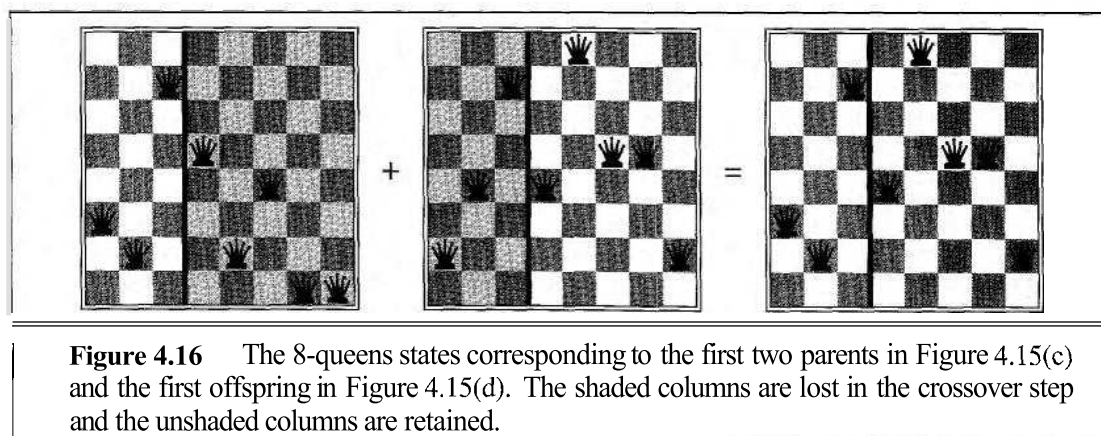 +
=
Figure 4.16 The 8-queens states corresponding to the first two parents in Figure 4.15(c)
and the first offspring in Figure 4.15(d). The shaded columns are lost in the crossover step
and the unshaded columns are retained.